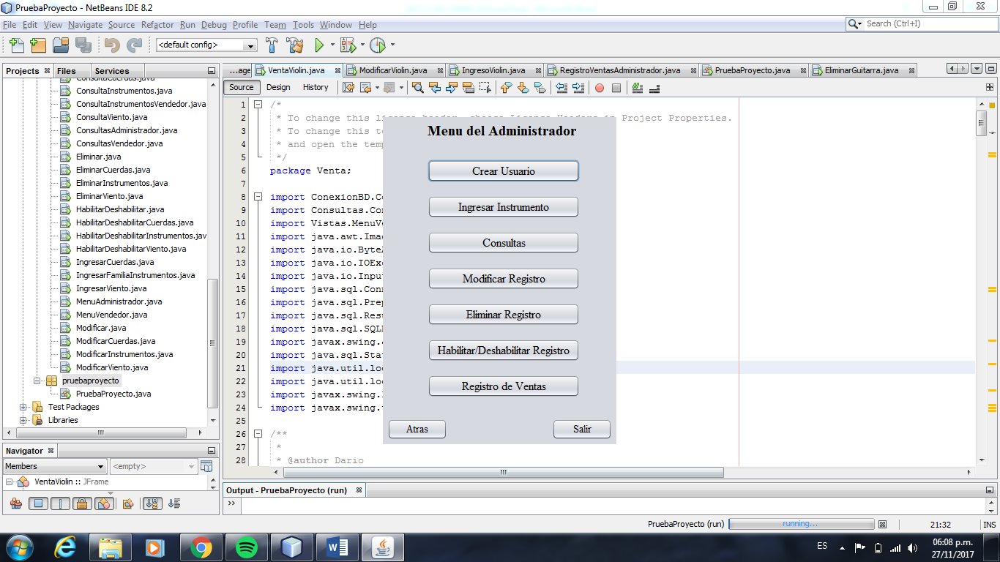 PruebaProyecto - NetBeans IDE 8.2
File Edit View Navigate Source Refactor Run Debug Profile Team Tools Window Help
Search (Ctrl+I)
<default config>
Projects Files Services
ConsultaCuerdas.java
ConsultaInstrumentos.java
ConsultaInstrumentosVendedor.java
ConsultaViento.java
ConsultasAdministrador.java
ConsultasVendedor.java
Eliminar.java
EliminarCuerdas.java
EliminarInstrumentos.java
EliminarViento.java
HabilitarDeshabilitar.java
HabilitarDeshabilitarCuerdas.java
HabilitarDeshabilitarInstrumentos.jav
HabilitarDeshabilitarViento.java
IngresarCuerdas.java
IngresarFamiliaInstrumentos.java
IngresarViento.java
MenuAdministrador.java
MenuVendedor.java
Modificar.java
ModificarCuerdas.java
ModificarInstrumentos.java
ModificarViento.java
pruebaproyecto
PruebaProyecto.java
Test Packages
Libraries
Navigator
Members <empty>
VentaViolin :: JFrame
...age VentaViolin.java ModificarViolin.java IngresoViolin.java RegistroVentasAdministrador.java PruebaProyecto.java EliminarGuitarra.java
Source Design History
1 /*
2 * To change this license header, choose License Headers in Project Properties.
3 * To change this te
4 * and open the temp
5 */
6 package Venta;
7
8 import ConexionBD.Co
9 import Consultas.Con
10 import Vistas.MenuVe
11 import java.awt.Imag
12 import java.io.ByteA
13 import java.io.IOExc
14 import java.io.Input
15 import java.sql.Conn
16 import java.sql.Prep
17 import java.sql.Resu
18 import java.sql.SQLE
19 import javax.swing.
20 import java.sql.Stat
21 import java.util.log
22 import java.util.log
23 import javax.swing.
24 import javax.swing.
25
26 /**
27 *
28 * @author Dario
Menu del Administrador
Crear Usuario
Ingresar Instrumento
Consultas
Modificar Registro
Eliminar Registro
Habilitar/Deshabilitar Registro
Registro de Ventas
Atras Salir
Output - PruebaProyecto (run)
PruebaProyecto (run) running... 21:32 INS
ES
06:08 p.m.
27/11/2017